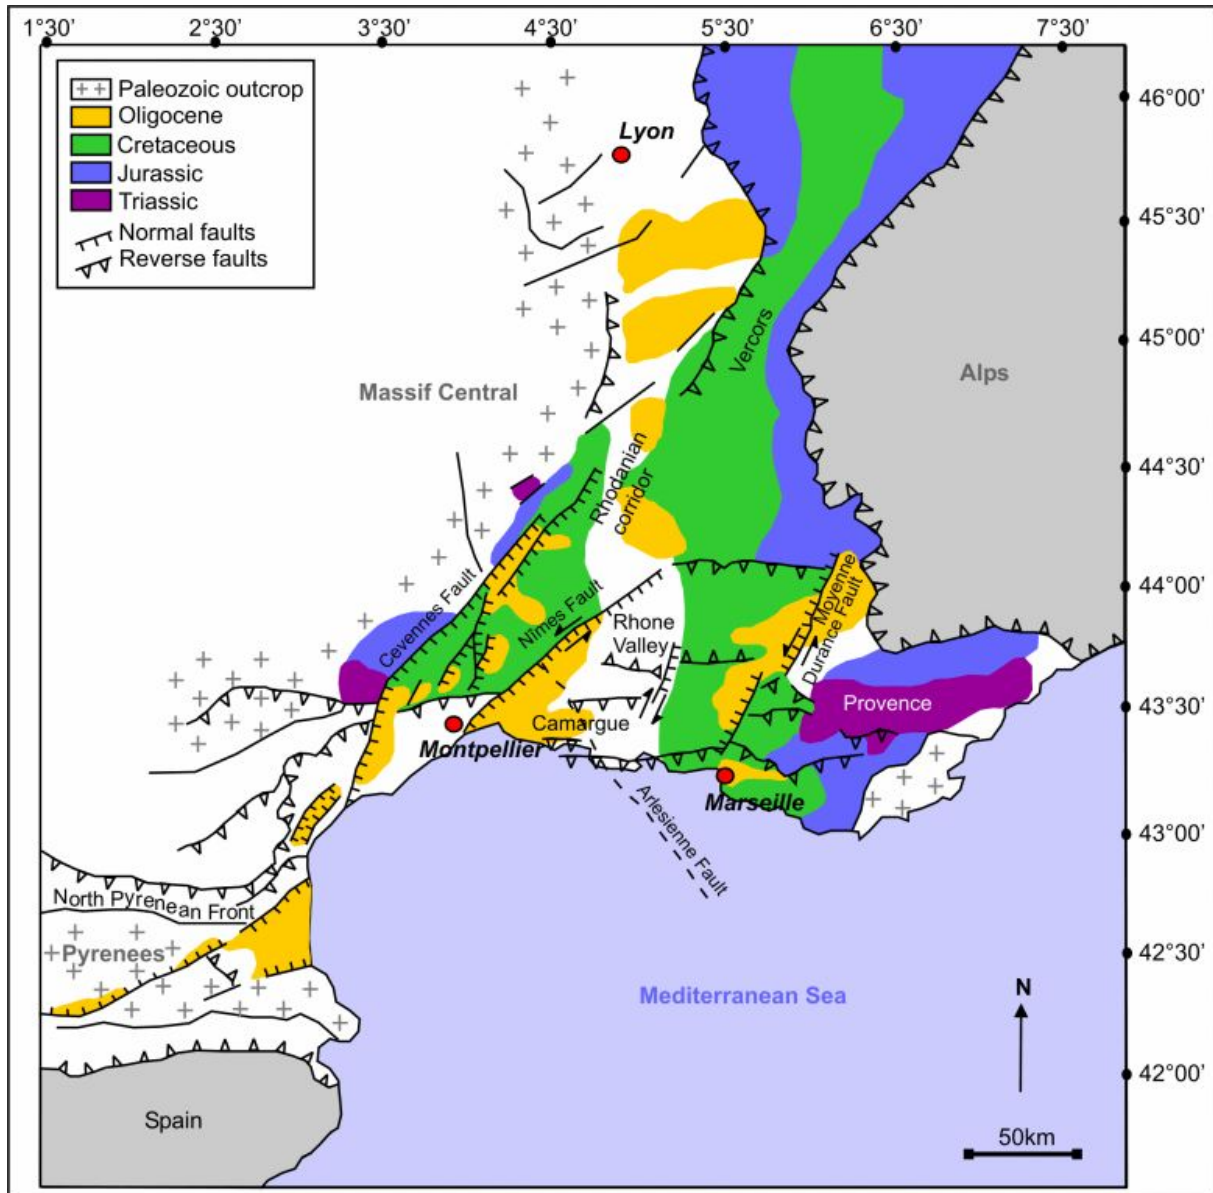 1°30’ 2°30’ 3°30’ 4°30’ 5°30’ 6°30’ 7°30’
Paleozoic outcrop
Oligocene
Cretaceous
Jurassic
Triassic
Normal faults
Reverse faults
46°00’
45°30’
45°00’
44°30’
44°00’
43°30’
43°00’
42°30’
42°00’
Lyon
Vercors
Alps
Massif Central
Rhodanian
corridor
Cevennes Fault
Nîmes Fault
Rhone
Valley
Moyenne
Durance Fault
Provence
Camargue
Montpellier
Marseille
Arlesienne Fault
North Pyrenean Front
Pyrenees
Mediterranean Sea
N
Spain
50km